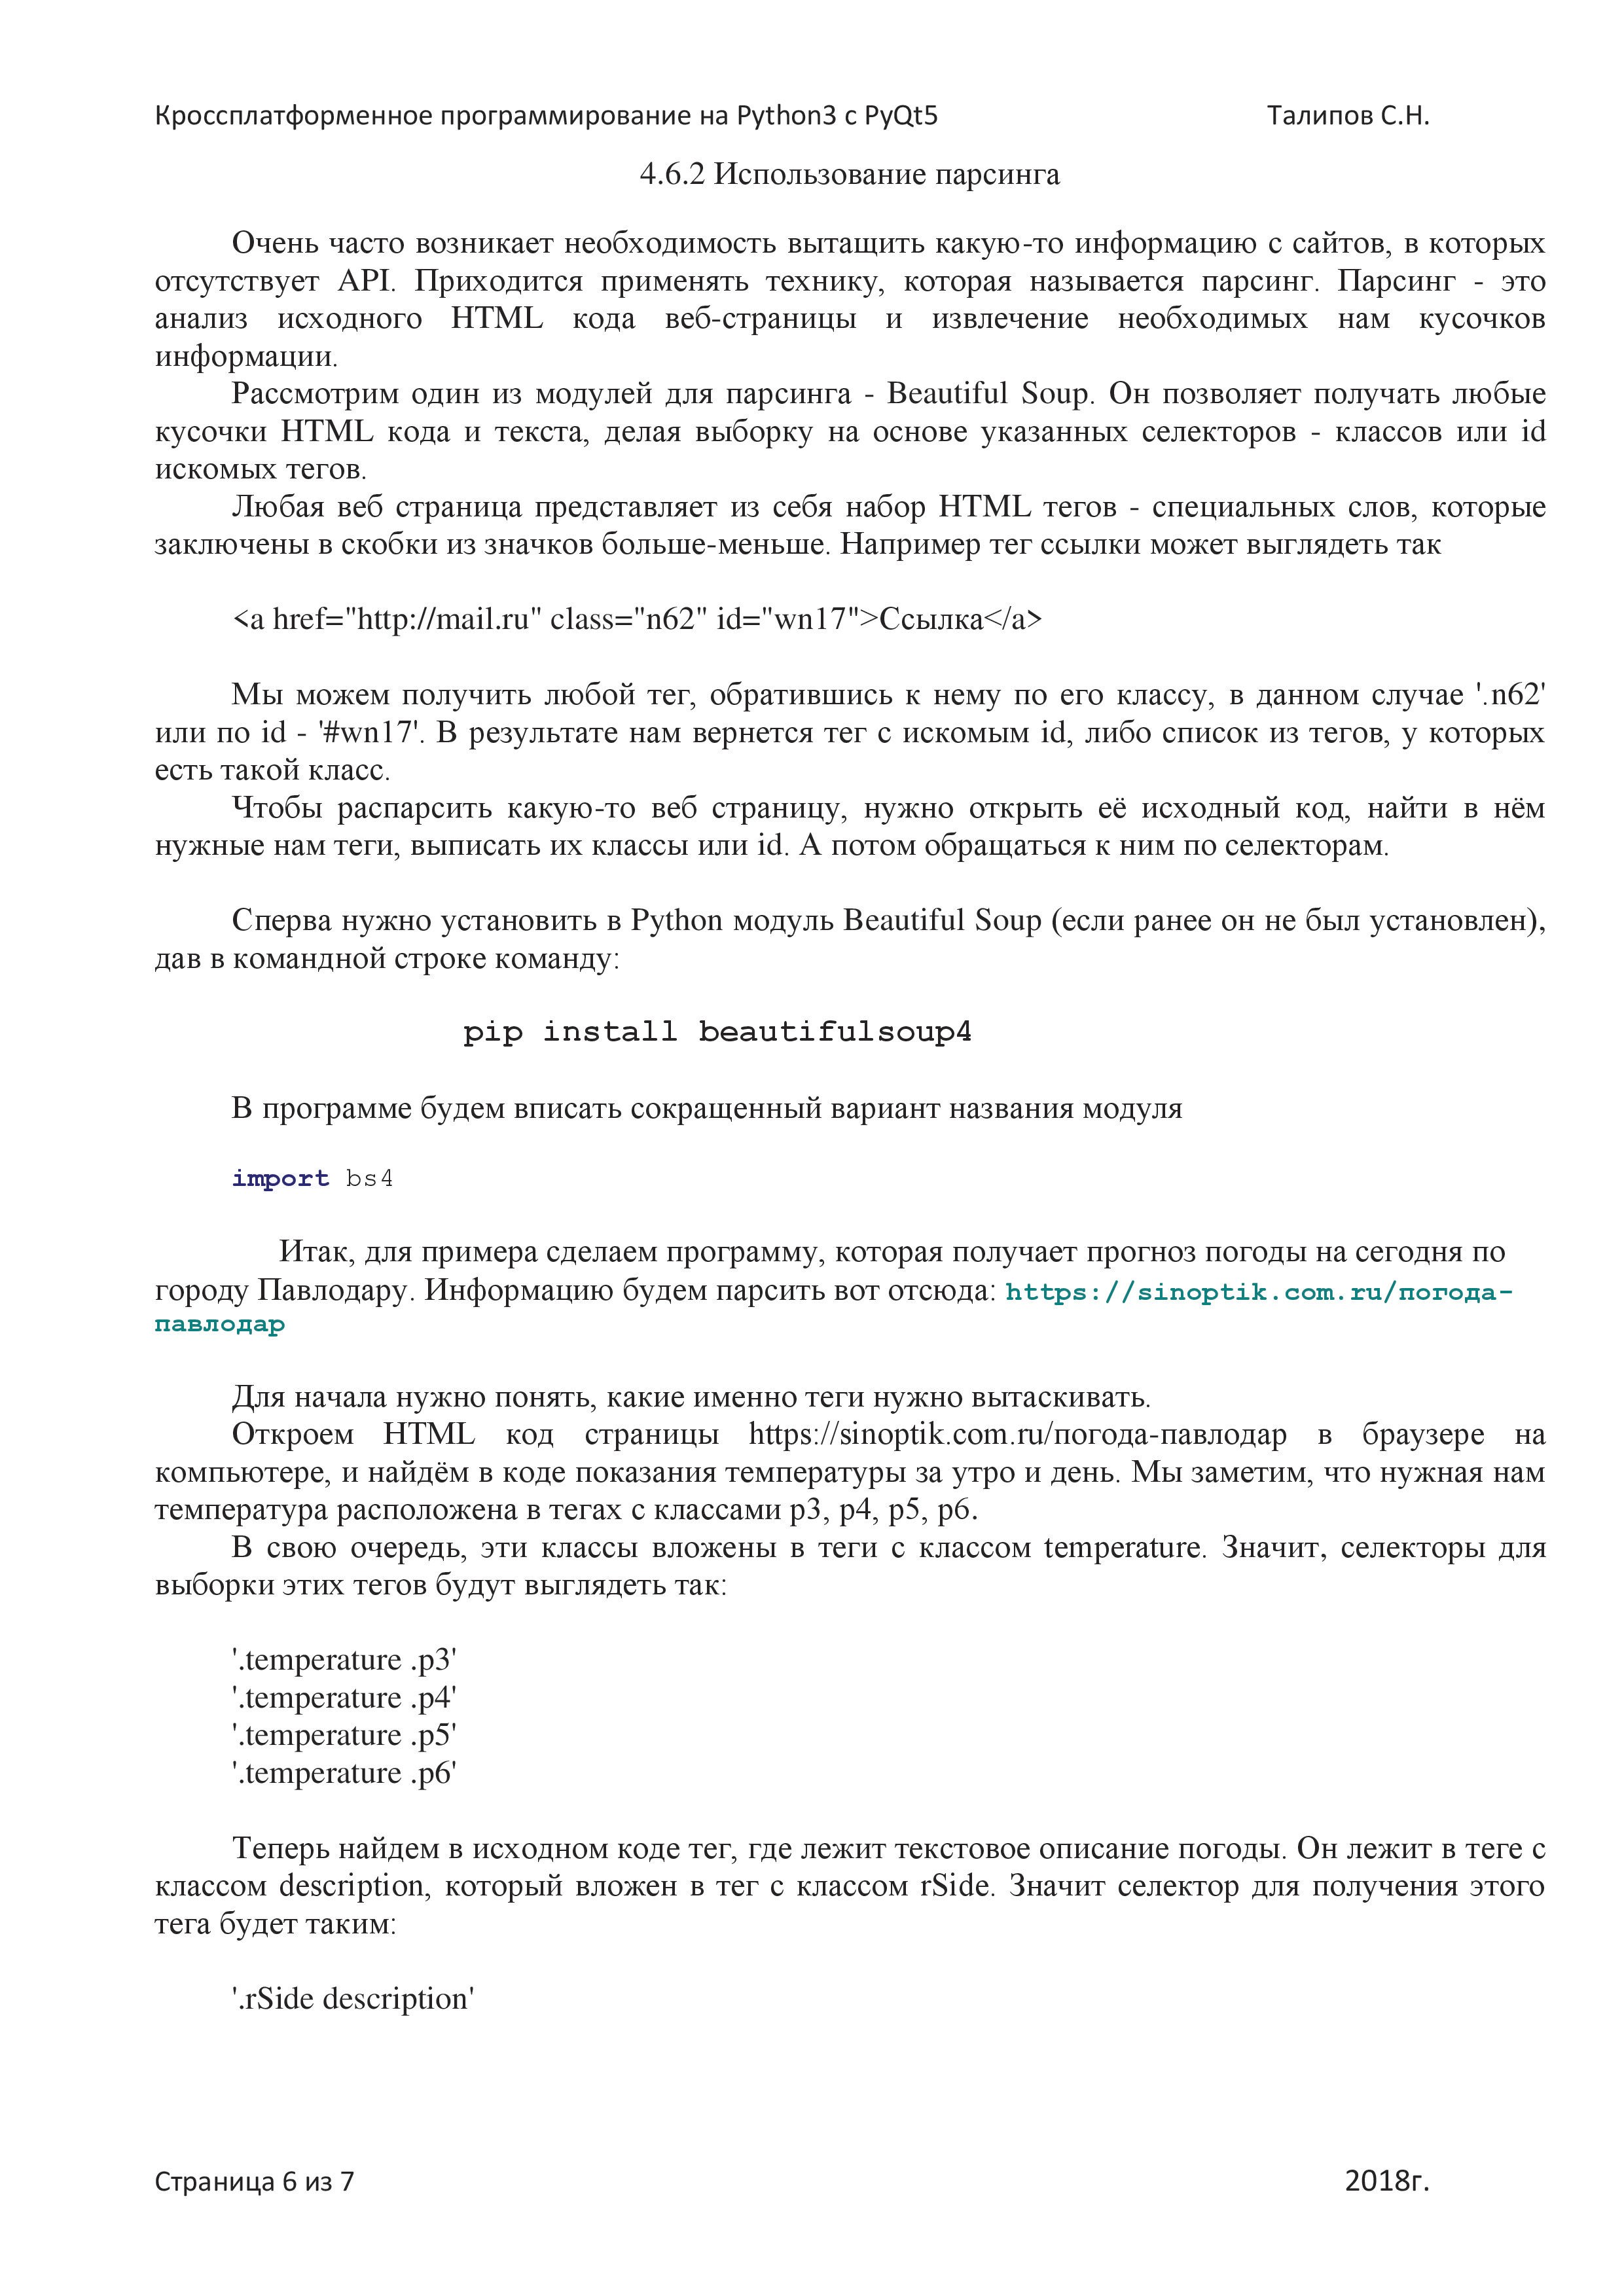 Кроссплатформенное программирование на Python3 с PyQt5 Талипов С.Н.
4.6.2 Использование парсинга
Очень часто возникает необходимость вытащить какую-то информацию с сайтов, в которых
отсутствует API. Приходится применять технику, которая называется парсинг. Парсинг - это
анализ исходного HTML кода веб-страницы и извлечение необходимых нам кусочков
информации.
Рассмотрим один из модулей для парсинга - Beautiful Soup. Он позволяет получать любые
кусочки HTML кода и текста, делая выборку на основе указанных селекторов - классов или id
искомых тегов.
Любая веб страница представляет из себя набор HTML тегов - специальных слов, которые
заключены в скобки из значков больше-меньше. Например тег ссылки может выглядеть так
<a href="http://mail.ru" class="n62" id="wn17">Ссылка</a>
Мы можем получить любой тег, обратившись к нему по его классу, в данном случае '.n62'
или по id - '#wn17'. В результате нам вернется тег с искомым id, либо список из тегов, у которых
есть такой класс.
Чтобы распарсить какую-то веб страницу, нужно открыть её исходный код, найти в нём
нужные нам теги, выписать их классы или id. А потом обращаться к ним по селекторам.
Сперва нужно установить в Python модуль Beautiful Soup (если ранее он не был установлен),
дав в командной строке команду:
pip install beautifulsoup4
В программе будем вписать сокращенный вариант названия модуля
import bs4
Итак, для примера сделаем программу, которая получает прогноз погоды на сегодня по
городу Павлодару. Информацию будем парсить вот отсюда: https://sinoptik.com.ru/погода-
павлодар
Для начала нужно понять, какие именно теги нужно вытаскивать.
Откроем HTML код страницы https://sinoptik.com.ru/погода-павлодар в браузере на
компьютере, и найдём в коде показания температуры за утро и день. Мы заметим, что нужная нам
температура расположена в тегах с классами p3, p4, p5, p6.
В свою очередь, эти классы вложены в теги с классом temperature. Значит, селекторы для
выборки этих тегов будут выглядеть так:
'.temperature .p3'
'.temperature .p4'
'.temperature .p5'
'.temperature .p6'
Теперь найдем в исходном коде тег, где лежит текстовое описание погоды. Он лежит в теге с
классом description, который вложен в тег с классом rSide. Значит селектор для получения этого
тега будет таким:
'.rSide description'
Страница 6 из 7 2018г.